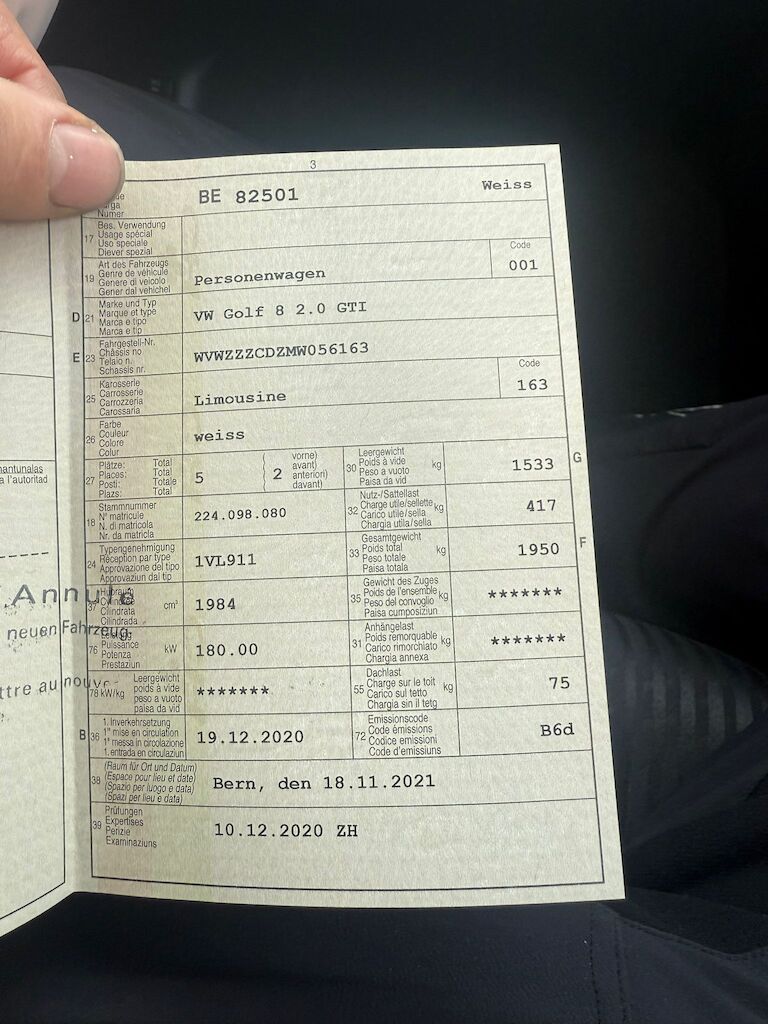 3
Numer
BE 82501
Weiss
17
Bes. Verwendung
Usage spécial
Uso speciale
Diever spezial
19
Art des Fahrzeugs
Genre de véhicule
Genere di veicolo
Gener dal vehichel
Personenwagen
Code
001
D 21
Marke und Typ
Marque et type
Marca e tipo
Marca e tip
VW Golf 8 2.0 GTI
E 23
Fahrgestell-Nr.
Châssis no
Telaio n.
Schassis nr.
WVWZZZCDZMW056163
25
Karosserie
Carrosserie
Carrozzeria
Carossaria
Limousine
Code
163
26
Farbe
Couleur
Colore
Colur
weiss
27
Plätze: Total
Places: Total
Posti: Totale
Plazs: Total
5
2
vorne)
avant)
anteriori)
davant)
30
Leergewicht
Poids à vide
Peso a vuoto
Paisa da vid
kg
1533
G
18
Stammnummer
N° matricule
N. di matricola
Nr. da matricla
224.098.080
32
Nutz-/Sattellast
Charge utile/sellette
Carico utile/sella
Chargia utila/sella
kg
417
24
Typengenehmigung
Réception par type
Approvazione del tipo
Approvaziun dal tip
1VL911
33
Gesamtgewicht
Poids total
Peso totale
Paisa totala
kg
1950
F
37
Hubraum
Cylindrée
Cilindrata
Cilindrada
cm³
1984
35
Gewicht des Zuges
Poids de l'ensemble
Peso del convoglio
Paisa cumposiziun
kg
*******
76
Leistung
Puissance
Potenza
Prestaziun
kW
180.00
31
Anhängelast
Poids remorquable
Carico rimorchiato
Chargia annexa
kg
*******
78 kW/kg
Leergewicht
poids à vide
peso a vuoto
paisa da vid
*******
55
Dachlast
Charge sur le toit
Carico sul tetto
Chargia sin il tetg
kg
75
B 36
1. Inverkehrsetzung
1re mise en circulation
1a messa in circolazione
1. entrada en circulaziun
19.12.2020
72
Emissionscode
Code émissions
Codice emissioni
Code d'emissiuns
B6d
38
(Raum für Ort und Datum)
(Espace pour lieu et date)
(Spazio per luogo e data)
(Spazi per lieu e data)
Bern, den 18.11.2021
39
Prüfungen
Expertises
Perizie
Examinaziuns
10.12.2020 ZH
neuen Fahrzeug.